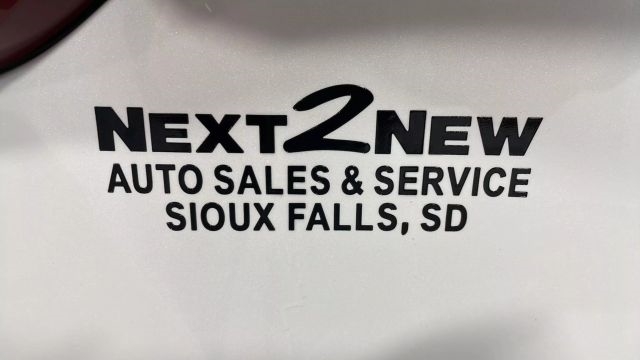 NEXT2NEW
AUTO SALES & SERVICE
SIOUX FALLS, SD